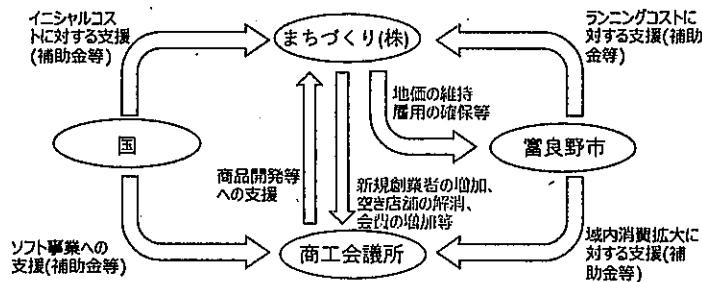 イニシャルコス
トに対する支援
(補助金等)
まちづくり(株)
ランニングコストに
対する支援(補助
金等)
地価の維持
雇用の確保等
国
富良野市
商品開発等
への支援
新規創業者の増加、
空き店舗の解消、
会費の増加等
ソフト事業への
支援(補助金等)
商工会議所
域内消費拡大に
対する支援(補
助金等)